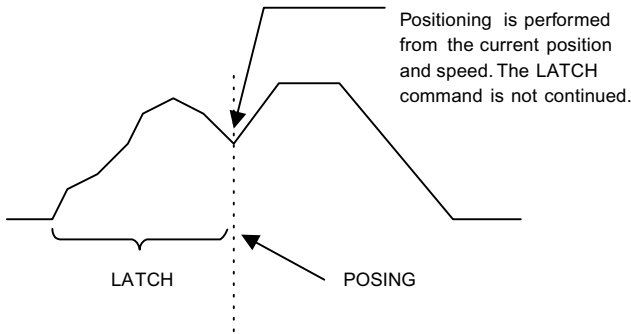 Positioning is performed
from the current position
and speed. The LATCH
command is not continued.
LATCH
POSING